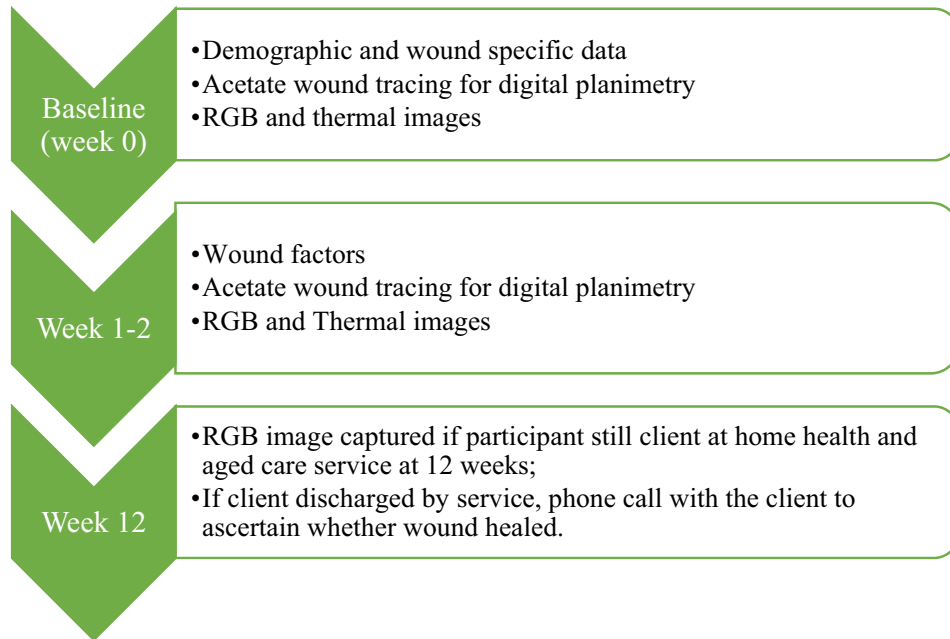 Baseline
(week 0)
•Demographic and wound specific data
•Acetate wound tracing for digital planimetry
•RGB and thermal images
Week 1-2
•Wound factors
•Acetate wound tracing for digital planimetry
•RGB and Thermal images
Week 12
•RGB image captured if participant still client at home health and
aged care service at 12 weeks;
•If client discharged by service, phone call with the client to
ascertain whether wound healed.